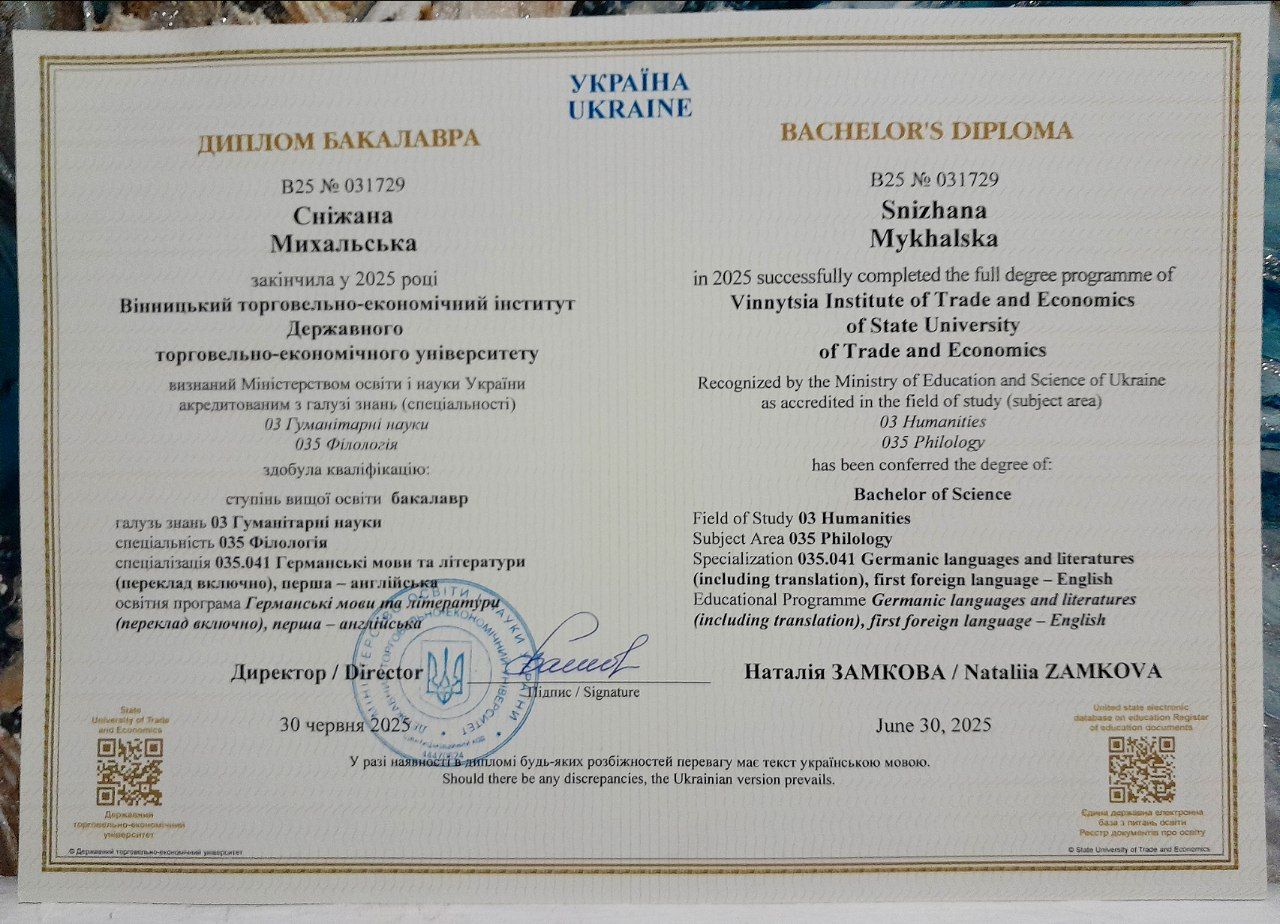 УКРАЇНА
UKRAINE
ДИПЛОМ БАКАЛАВРА
B25 № 031729
Сніжана
Михальська
закінчила у 2025 році
Вінницький торговельно-економічний інститут
Державного
торговельно-економічного університету
визнаний Міністерством освіти і науки України
акредитованим з галузі знань (спеціальності)
03 Гуманітарні науки
035 Філологія
здобула кваліфікацію:
ступінь вищої освіти бакалавр
галузь знань 03 Гуманітарні науки
спеціальність 035 Філологія
спеціалізація 035.041 Германські мови та літератури
(переклад включно), перша – англійська
освітня програма Германські мови та літератури
(переклад включно), перша – англійська
BACHELOR'S DIPLOMA
B25 № 031729
Snizhana
Mykhalska
in 2025 successfully completed the full degree programme of
Vinnytsia Institute of Trade and Economics
of State University
of Trade and Economics
Recognized by the Ministry of Education and Science of Ukraine
as accredited in the field of study (subject area)
03 Humanities
035 Philology
has been conferred the degree of:
Bachelor of Science
Field of Study 03 Humanities
Subject Area 035 Philology
Specialization 035.041 Germanic languages and literatures
(including translation), first foreign language – English
Educational Programme Germanic languages and literatures
(including translation), first foreign language – English
Директор / Director
Підпис / Signature
Наталія ЗАМКОВА / Nataliia ZAMKOVA
30 червня 2025
June 30, 2025
У разі наявності в дипломі будь-яких розбіжностей перевагу має текст українською мовою.
Should there be any discrepancies, the Ukrainian version prevails.
State
University of Trade
and Economics
Державний
торговельно-економічний
університет
United state electronic
database on education Register
of education documents
Єдина державна електронна
база з питань освіти
Реєстр документів про освіту
© Державний торговельно-економічний університет
© State University of Trade and Economics
МІНІСТЕРСТВО ОСВІТИ І НАУКИ УКРАЇНИ
ДЕРЖАВНИЙ ТОРГОВЕЛЬНО-ЕКОНОМІЧНИЙ УНІВЕРСИТЕТ